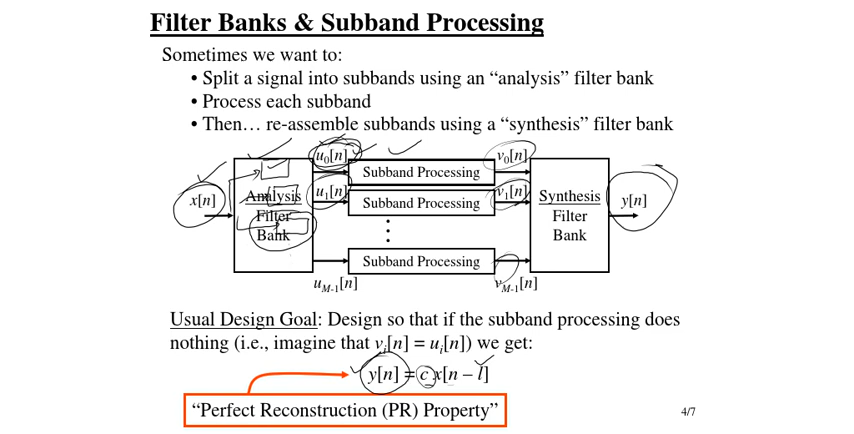 Filter Banks & Subband Processing
Sometimes we want to:
• Split a signal into subbands using an “analysis” filter bank
• Process each subband
• Then… re-assemble subbands using a “synthesis” filter bank
x[n]
Analysis
Filter
Bank
u0[n]
Subband Processing
v0[n]
u1[n]
Subband Processing
v1[n]
Subband Processing
uM-1[n]
vM-1[n]
Synthesis
Filter
Bank
y[n]
Usual Design Goal: Design so that if the subband processing does
nothing (i.e., imagine that vi[n] = ui[n]) we get:
y[n] = c x[n – l]
“Perfect Reconstruction (PR) Property”
4/7